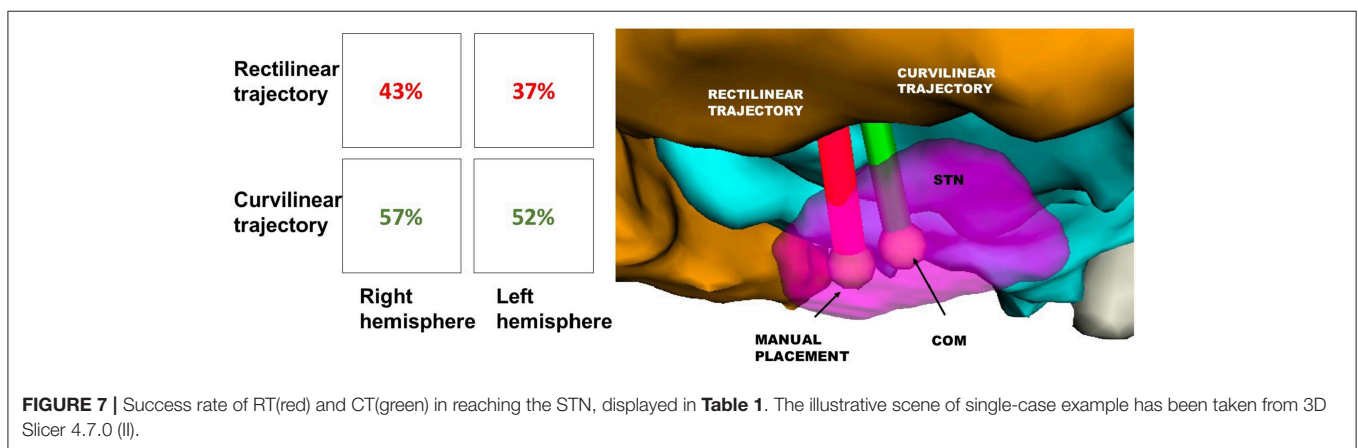 Rectilinear
trajectory
43%
37%
Curvilinear
trajectory
57%
52%
Right
hemisphere
Left
hemisphere
RECTILINEAR
TRAJECTORY
CURVILINEAR
TRAJECTORY
STN
MANUAL
PLACEMENT
COM
FIGURE 7 | Success rate of RT(red) and CT(green) in reaching the STN, displayed in Table 1. The illustrative scene of single-case example has been taken from 3D
Slicer 4.7.0 (II).